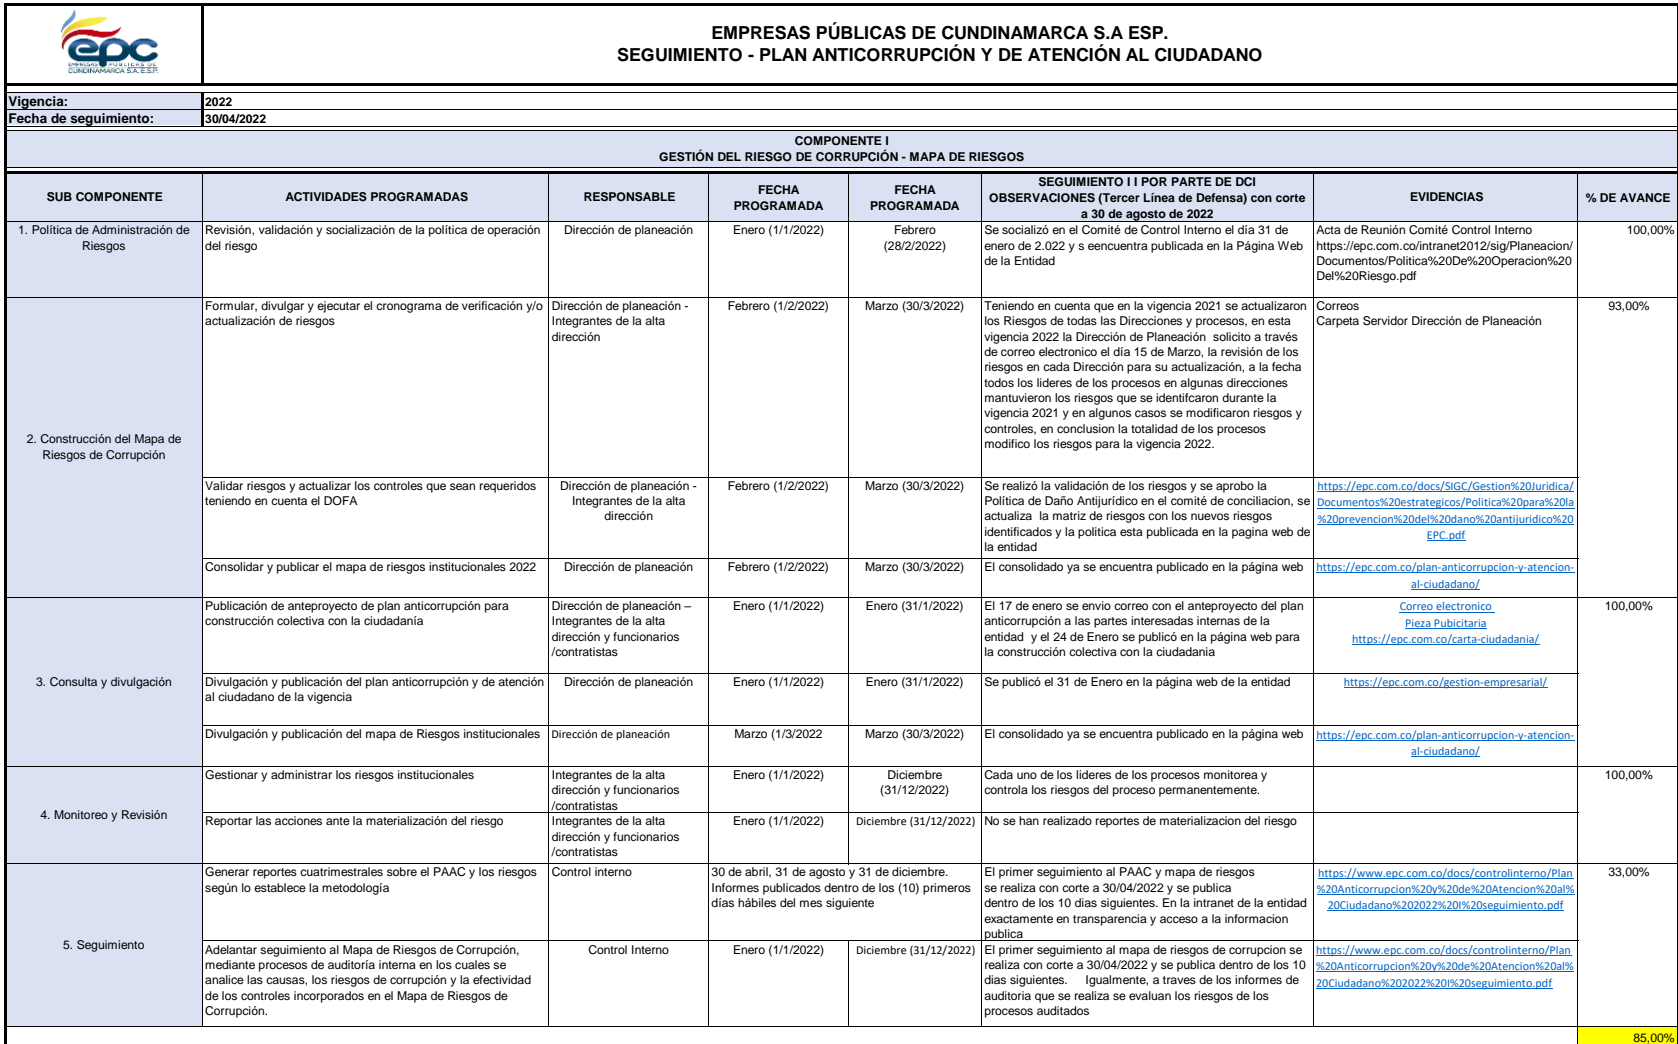 epc
EMPRESAS PÚBLICAS DE
CUNDINAMARCA S.A. E.S.P.
EMPRESAS PÚBLICAS DE CUNDINAMARCA S.A ESP.
SEGUIMIENTO - PLAN ANTICORRUPCIÓN Y DE ATENCIÓN AL CIUDADANO
Vigencia: 2022
Fecha de seguimiento: 30/04/2022
COMPONENTE I
GESTIÓN DEL RIESGO DE CORRUPCIÓN - MAPA DE RIESGOS
SUB COMPONENTE
ACTIVIDADES PROGRAMADAS
RESPONSABLE
FECHA
PROGRAMADA
FECHA
PROGRAMADA
SEGUIMIENTO I I POR PARTE DE DCI
OBSERVACIONES (Tercer Línea de Defensa) con corte
a 30 de agosto de 2022
EVIDENCIAS
% DE AVANCE
1. Política de Administración de
Riesgos
Revisión, validación y socialización de la política de operación
del riesgo
Dirección de planeación
Enero (1/1/2022)
Febrero
(28/2/2022)
Se socializó en el Comité de Control Interno el día 31 de
enero de 2.022 y s eencuentra publicada en la Página Web
de la Entidad
Acta de Reunión Comité Control Interno
https://epc.com.co/intranet2012/sig/Planeacion/
Documentos/Politica%20De%20Operacion%20
Del%20Riesgo.pdf
100,00%
2. Construcción del Mapa de
Riesgos de Corrupción
Formular, divulgar y ejecutar el cronograma de verificación y/o
actualización de riesgos
Dirección de planeación -
Integrantes de la alta
dirección
Febrero (1/2/2022)
Marzo (30/3/2022)
Teniendo en cuenta que en la vigencia 2021 se actualizaron
los Riesgos de todas las Direcciones y procesos, en esta
vigencia 2022 la Dirección de Planeación  solicito a través
de correo electronico el día 15 de Marzo, la revisión de los
riesgos en cada Dirección para su actualización, a la fecha
todos los lideres de los procesos en algunas direcciones
mantuvieron los riesgos que se identifcaron durante la
vigencia 2021 y en algunos casos se modificaron riesgos y
controles, en conclusion la totalidad de los procesos
modifico los riesgos para la vigencia 2022.
Correos
Carpeta Servidor Dirección de Planeación
93,00%
Validar riesgos y actualizar los controles que sean requeridos
teniendo en cuenta el DOFA
Dirección de planeación -
Integrantes de la alta
dirección
Febrero (1/2/2022)
Marzo (30/3/2022)
Se realizó la validación de los riesgos y se aprobo la
Política de Daño Antijurídico en el comité de conciliacion, se
actualiza  la matriz de riesgos con los nuevos riesgos
identificados y la politica esta publicada en la pagina web de
la entidad
https://epc.com.co/docs/SIGC/Gestion%20Juridica/
Documentos%20estrategicos/Politica%20para%20la
%20prevencion%20del%20dano%20antijuridico%20
EPC.pdf
Consolidar y publicar el mapa de riesgos institucionales 2022
Dirección de planeación
Febrero (1/2/2022)
Marzo (30/3/2022)
El consolidado ya se encuentra publicado en la página web
https://epc.com.co/plan-anticorrupcion-y-atencion-
al-ciudadano/
3. Consulta y divulgación
Publicación de anteproyecto de plan anticorrupción para
construcción colectiva con la ciudadanía
Dirección de planeación –
Integrantes de la alta
dirección y funcionarios
/contratistas
Enero (1/1/2022)
Enero (31/1/2022)
El 17 de enero se envio correo con el anteproyecto del plan
anticorrupción a las partes interesadas internas de la
entidad  y el 24 de Enero se publicó en la página web para
la construcción colectiva con la ciudadania
Correo electronico
Pieza Pubicitaria
https://epc.com.co/carta-ciudadania/
100,00%
Divulgación y publicación del plan anticorrupción y de atención
al ciudadano de la vigencia
Dirección de planeación
Enero (1/1/2022)
Enero (31/1/2022)
Se publicó el 31 de Enero en la página web de la entidad
https://epc.com.co/gestion-empresarial/
Divulgación y publicación del mapa de Riesgos institucionales
Dirección de planeación
Marzo (1/3/2022
Marzo (30/3/2022)
El consolidado ya se encuentra publicado en la página web
https://epc.com.co/plan-anticorrupcion-y-atencion-
al-ciudadano/
4. Monitoreo y Revisión
Gestionar y administrar los riesgos institucionales
Integrantes de la alta
dirección y funcionarios
/contratistas
Enero (1/1/2022)
Diciembre
(31/12/2022)
Cada uno de los lideres de los procesos monitorea y
controla los riesgos del proceso permanentemente.
100,00%
Reportar las acciones ante la materialización del riesgo
Integrantes de la alta
dirección y funcionarios
/contratistas
Enero (1/1/2022)
Diciembre (31/12/2022)
No se han realizado reportes de materializacion del riesgo
5. Seguimiento
Generar reportes cuatrimestrales sobre el PAAC y los riesgos
según lo establece la metodología
Control interno
30 de abril, 31 de agosto y 31 de diciembre.
Informes publicados dentro de los (10) primeros
días hábiles del mes siguiente
El primer seguimiento al PAAC y mapa de riesgos
se realiza con corte a 30/04/2022 y se publica
dentro de los 10 dias siguientes. En la intranet de la entidad
exactamente en transparencia y acceso a la informacion
publica
https://www.epc.com.co/docs/controlinterno/Plan
%20Anticorrupcion%20y%20de%20Atencion%20al%
20Ciudadano%202022%20I%20seguimiento.pdf
33,00%
Adelantar seguimiento al Mapa de Riesgos de Corrupción,
mediante procesos de auditoría interna en los cuales se
analice las causas, los riesgos de corrupción y la efectividad
de los controles incorporados en el Mapa de Riesgos de
Corrupción.
Control Interno
Enero (1/1/2022)
Diciembre (31/12/2022)
El primer seguimiento al mapa de riesgos de corrupcion se
realiza con corte a 30/04/2022 y se publica dentro de los 10
dias siguientes.     Igualmente, a traves de los informes de
auditoria que se realiza se evaluan los riesgos de los
procesos auditados
https://www.epc.com.co/docs/controlinterno/Plan
%20Anticorrupcion%20y%20de%20Atencion%20al%
20Ciudadano%202022%20I%20seguimiento.pdf
85,00%